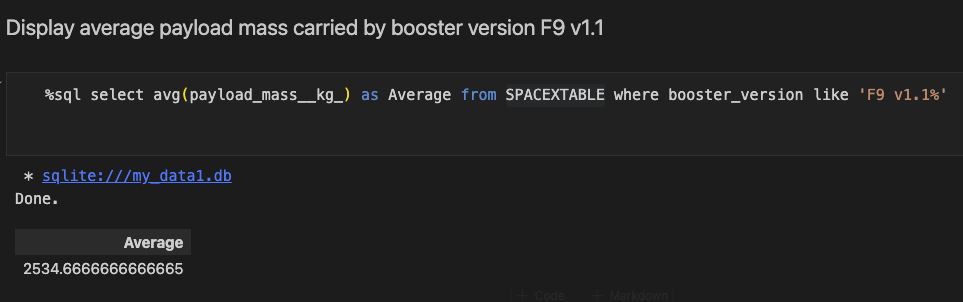 Display average payload mass carried by booster version F9 v1.1
%sql select avg(payload_mass__kg_) as Average from SPACEXTABLE where booster_version like 'F9 v1.1%'
* sqlite:///my_data1.db
Done.
Average
2534.6666666666665
+ Code + Markdown